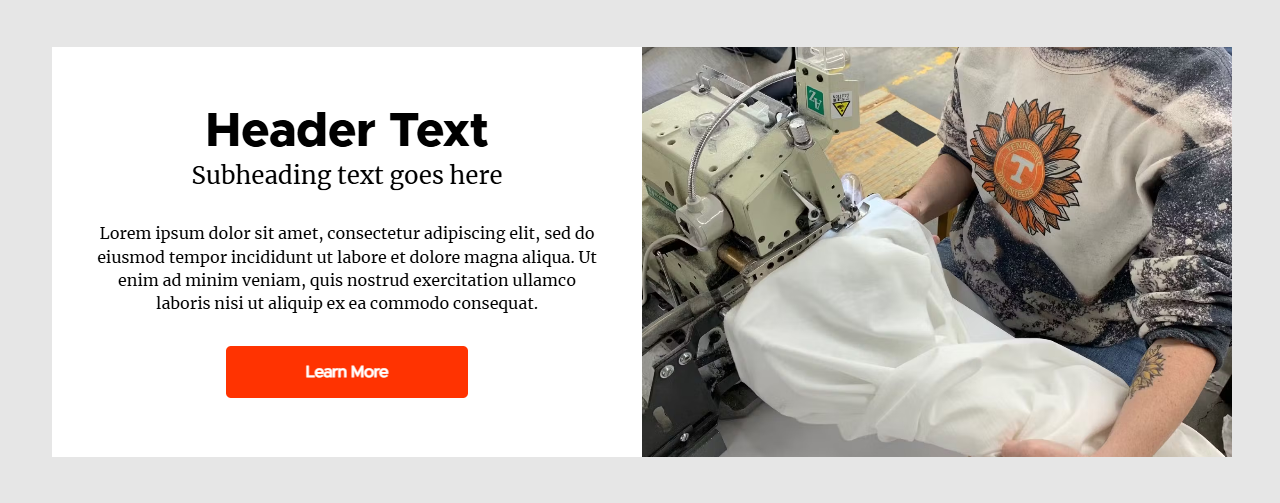 Header Text
Subheading text goes here
Lorem ipsum dolor sit amet, consectetur adipiscing elit, sed do
eiusmod tempor incididunt ut labore et dolore magna aliqua. Ut
enim ad minim veniam, quis nostrud exercitation ullamco
laboris nisi ut aliquip ex ea commodo consequat.
Learn More
T